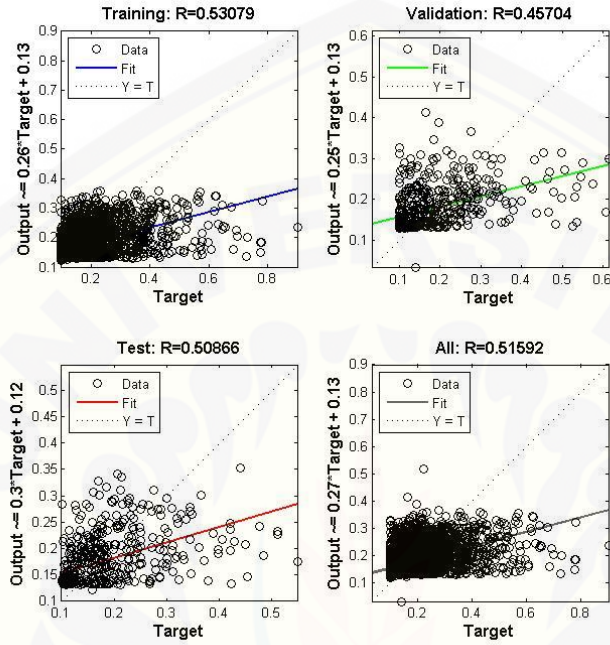 Training: R=0.53079
Output ~= 0.26*Target + 0.13
0.9
0.8
0.7
0.6
0.5
0.4
0.3
0.2
0.1
Data
Fit
Y = T
0.2 0.4 0.6 0.8
Target
Validation: R=0.45704
Output ~= 0.25*Target + 0.13
0.6
0.5
0.4
0.3
0.2
0.1
Data
Fit
Y = T
0.1 0.2 0.3 0.4 0.5 0.6
Target
Test: R=0.50866
Output ~= 0.3*Target + 0.12
0.5
0.45
0.4
0.35
0.3
0.25
0.2
0.15
0.1
Data
Fit
Y = T
0.1 0.2 0.3 0.4 0.5
Target
All: R=0.51592
Output ~= 0.27*Target + 0.13
0.9
0.8
0.7
0.6
0.5
0.4
0.3
0.2
0.1
Data
Fit
Y = T
0.2 0.4 0.6 0.8
Target